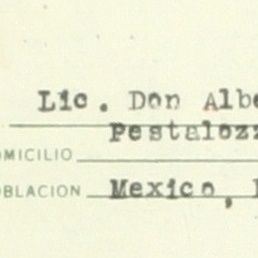 Lic. Don Albe
Pestalozz
OMICILIO
OBLACION Mexico,